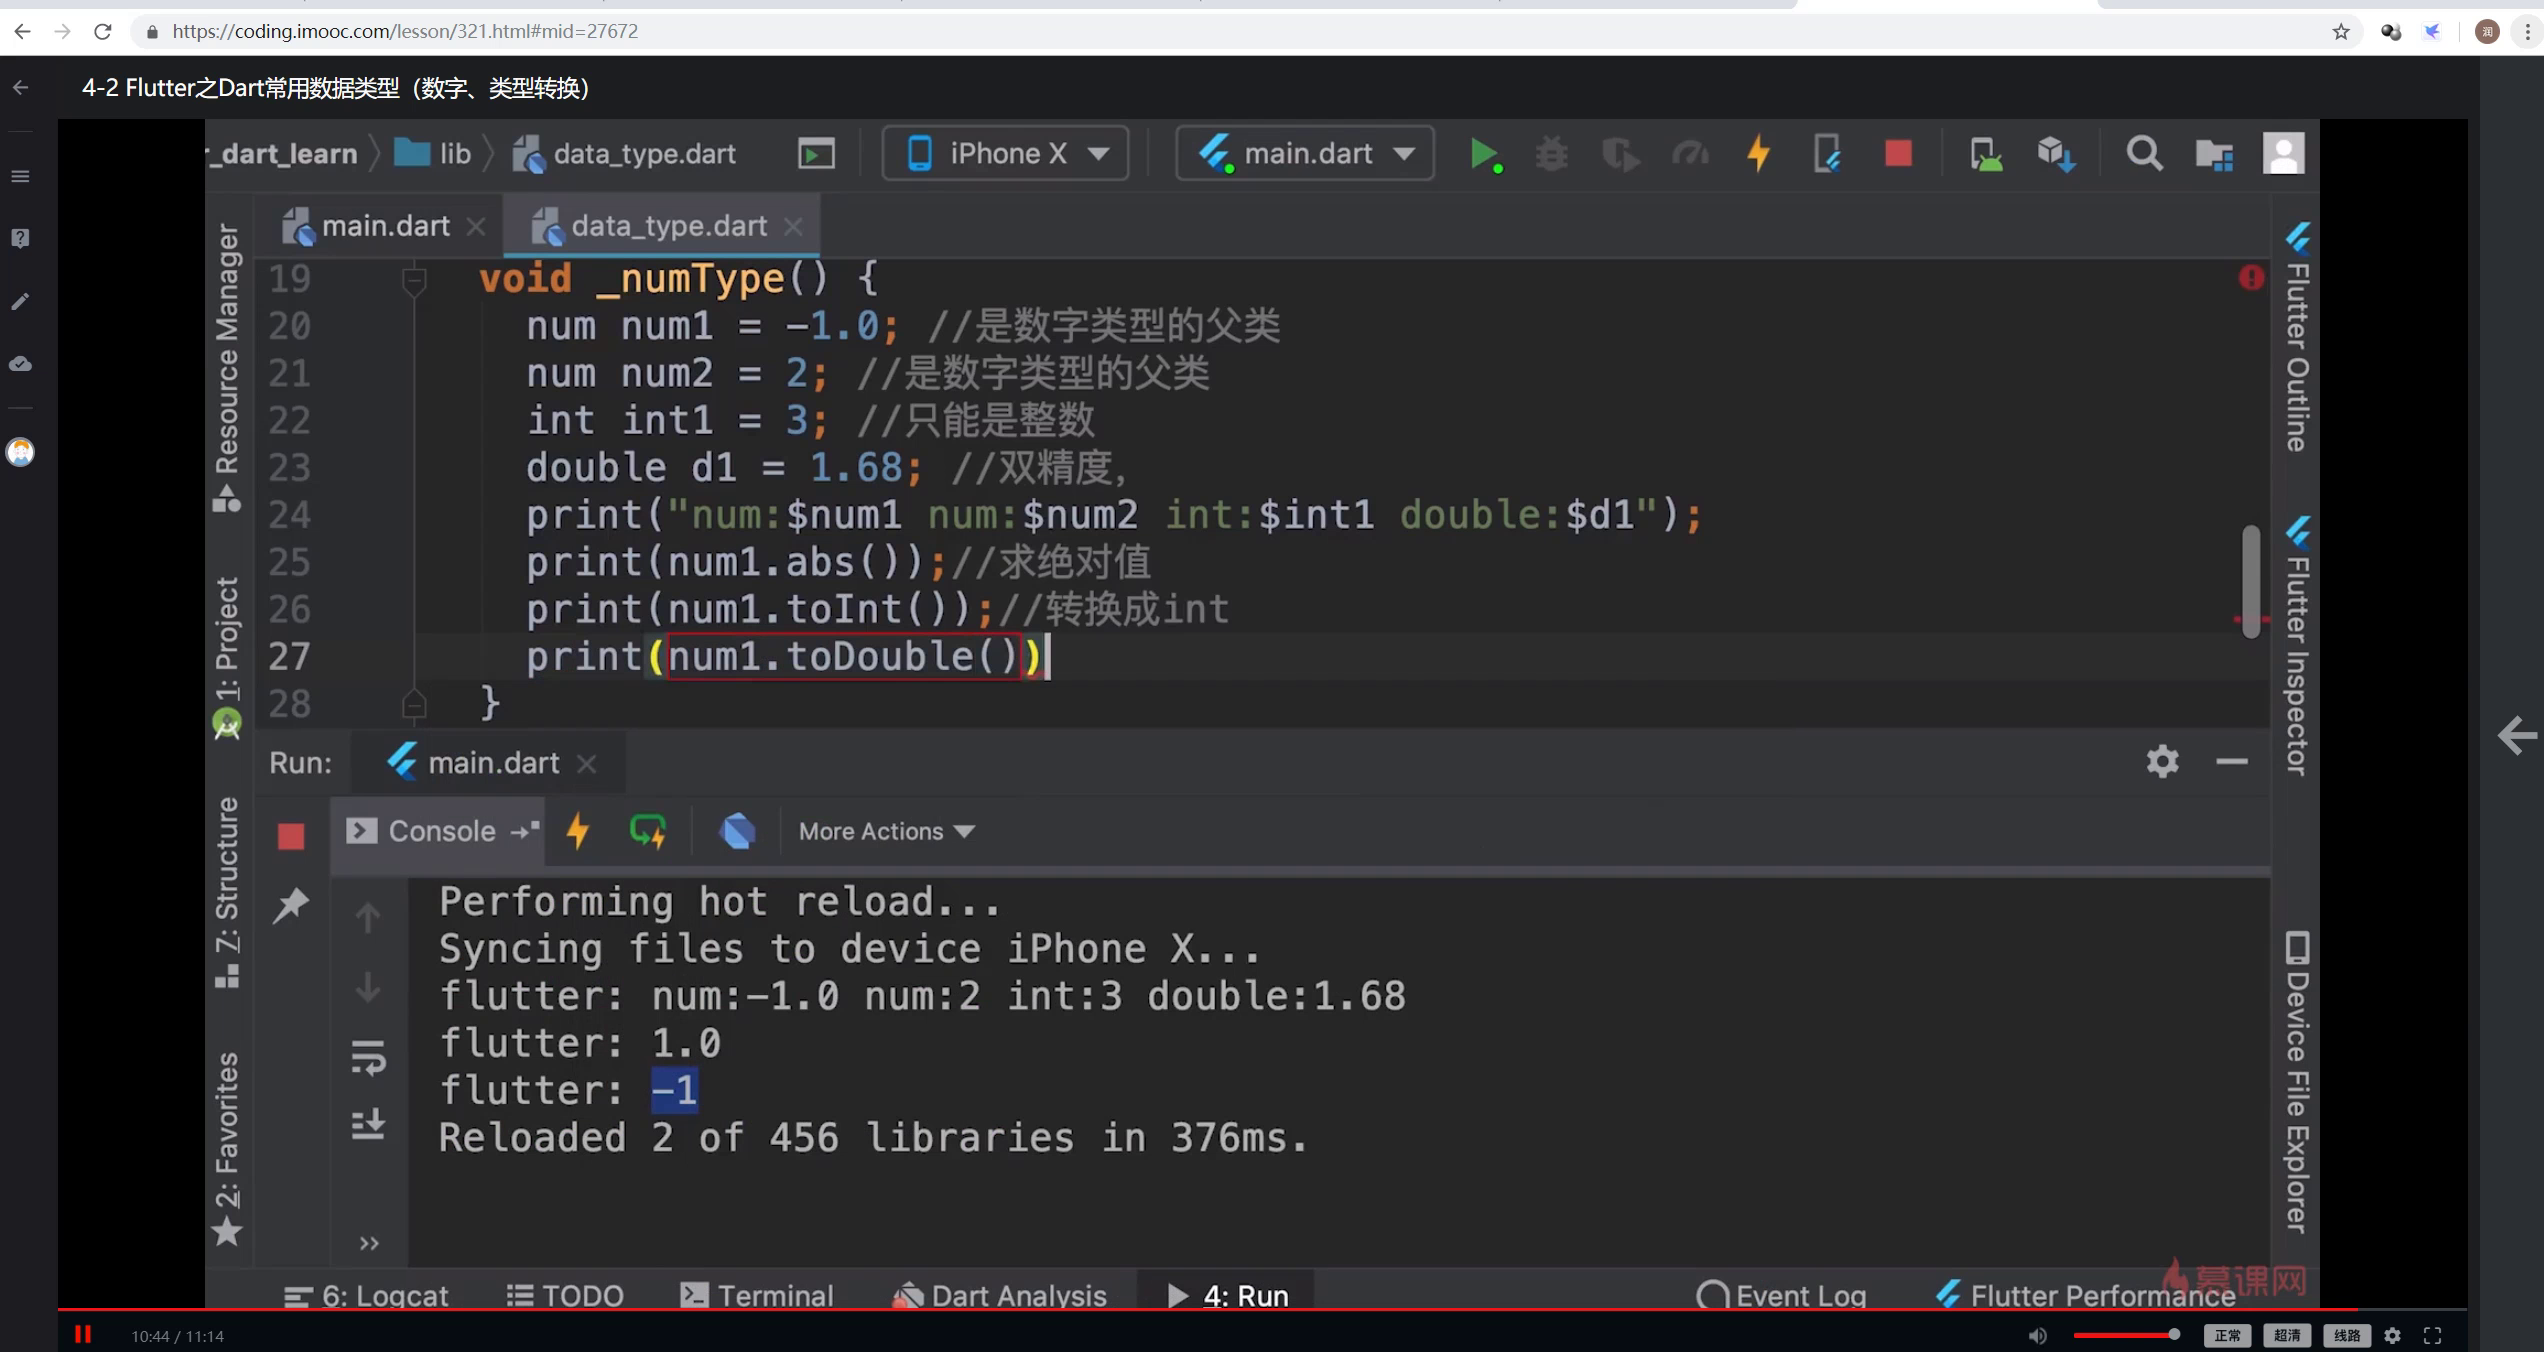 https://coding.imooc.com/lesson/321.html#mid=27672
润
4-2 Flutter之Dart常用数据类型（数字、类型转换）
r_dart_learn lib data_type.dart iPhone X main.dart
main.dart data_type.dart
19 void _numType() {
20 num num1 = -1.0; //是数字类型的父类
21 num num2 = 2; //是数字类型的父类
22 int int1 = 3; //只能是整数
23 double d1 = 1.68; //双精度,
24 print("num:$num1 num:$num2 int:$int1 double:$d1");
25 print(num1.abs());//求绝对值
26 print(num1.toInt());//转换成int
27 print(num1.toDouble())
28 }
Resource Manager
1: Project
7: Structure
2: Favorites
Flutter Outline
Flutter Inspector
Device File Explorer
Run: main.dart
Console More Actions
Performing hot reload...
Syncing files to device iPhone X...
flutter: num:-1.0 num:2 int:3 double:1.68
flutter: 1.0
flutter: -1
Reloaded 2 of 456 libraries in 376ms.
6: Logcat TODO Terminal Dart Analysis 4: Run Event Log Flutter Performance
慕课网
10:44 / 11:14 正常 超清 线路